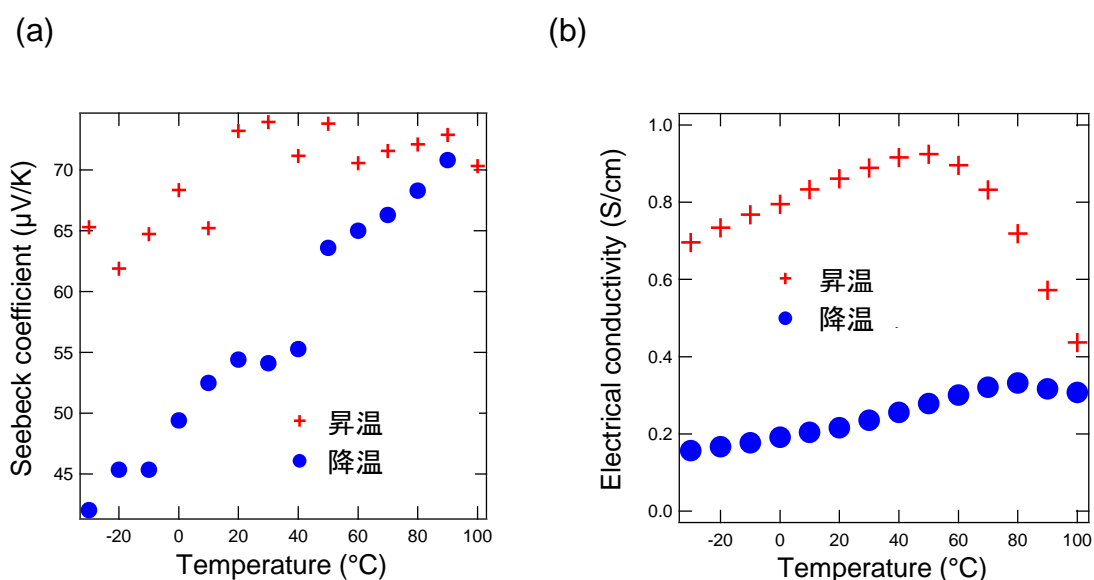 (a)
(b)
Seebeck coefficient (µV/K)
70
65
60
55
50
45
昇温
降温
-20
0
20
40
60
80
100
Temperature (°C)
Electrical conductivity (S/cm)
1.0
0.8
0.6
0.4
0.2
0.0
昇温
降温
-20
0
20
40
60
80
100
Temperature (°C)